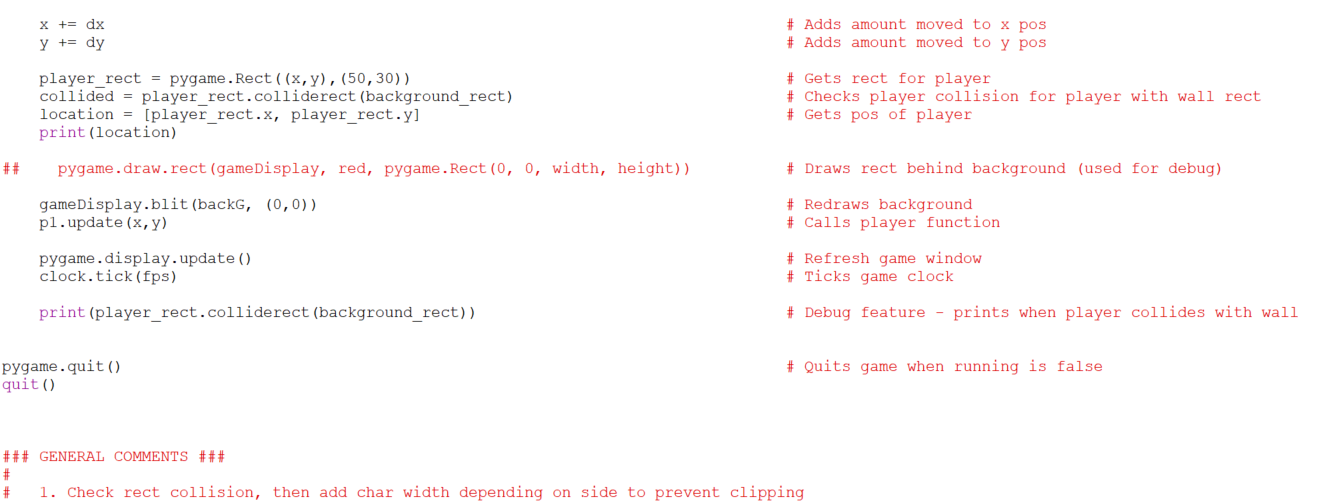 x += dx # Adds amount moved to x pos
y += dy # Adds amount moved to y pos
player_rect = pygame.Rect((x,y),(50,30)) # Gets rect for player
collided = player_rect.colliderect(background_rect) # Checks player collision for player with wall rect
location = [player_rect.x, player_rect.y] # Gets pos of player
print(location)
## pygame.draw.rect(gameDisplay, red, pygame.Rect(0, 0, width, height)) # Draws rect behind background (used for debug)
gameDisplay.blit(backG, (0,0)) # Redraws background
p1.update(x,y) # Calls player function
pygame.display.update() # Refresh game window
clock.tick(fps) # Ticks game clock
print(player_rect.colliderect(background_rect)) # Debug feature - prints when player collides with wall
pygame.quit() # Quits game when running is false
quit()
### GENERAL COMMENTS ###
#
# 1. Check rect collision, then add char width depending on side to prevent clipping